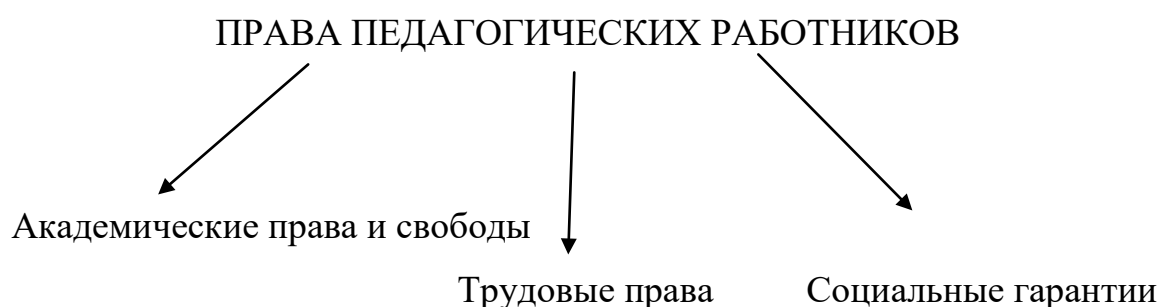 ПРАВА ПЕДАГОГИЧЕСКИХ РАБОТНИКОВ
Академические права и свободы
Трудовые права
Социальные гарантии